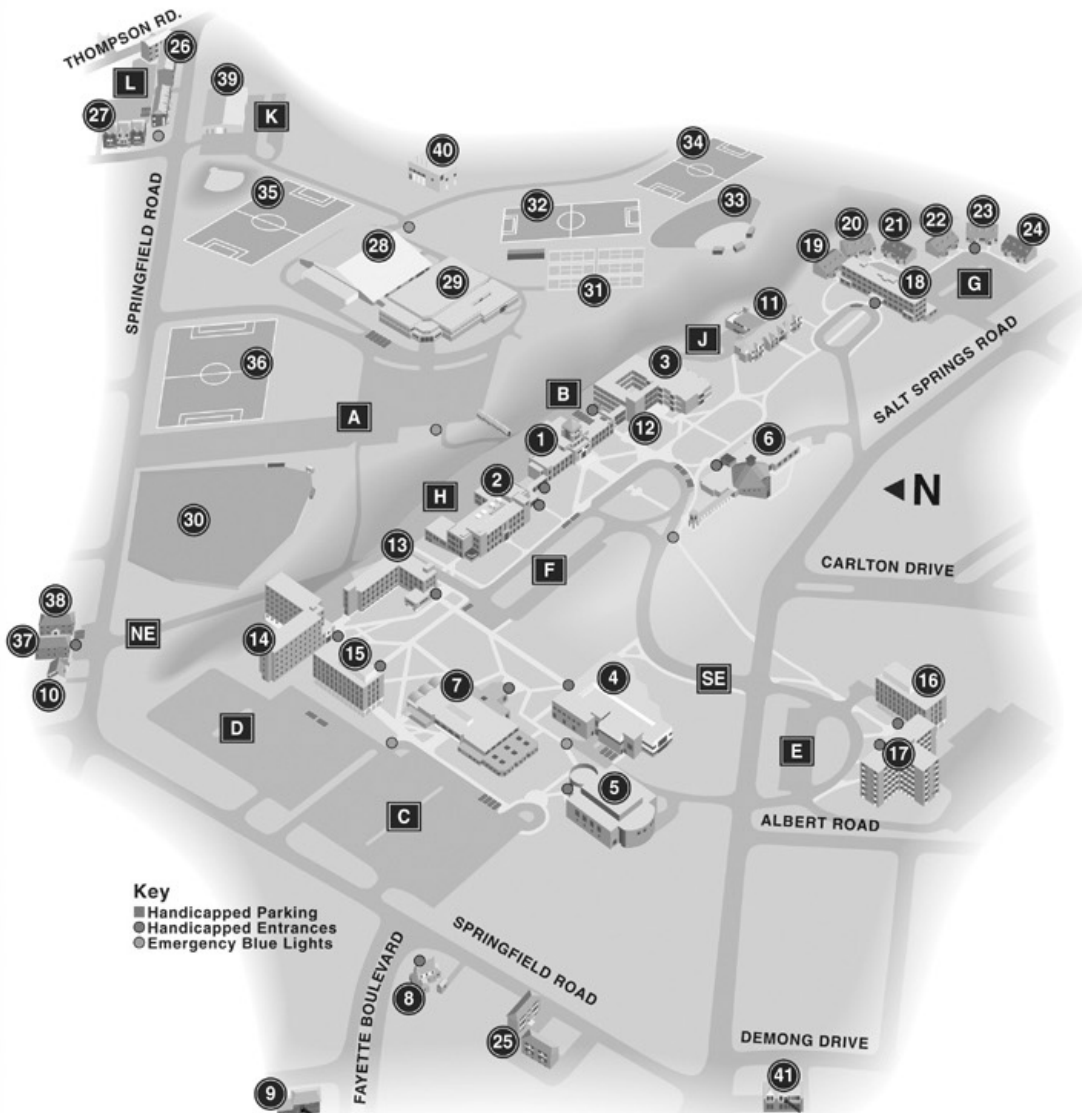 THOMPSON RD.
26
L
39
27
K
40
34
35
32
33
23
20
21
22
24
19
28
29
18
31
11
G
SPRINGFIELD ROAD
J
36
3
SALT SPRINGS ROAD
B
A
12
1
6
2
H
N
30
13
F
CARLTON DRIVE
38
NE
14
37
15
10
7
4
SE
16
D
E
17
5
C
ALBERT ROAD
Key
Handicapped Parking
Handicapped Entrances
Emergency Blue Lights
SPRINGFIELD ROAD
FAYETTE BOULEVARD
8
25
DEMONG DRIVE
9
41